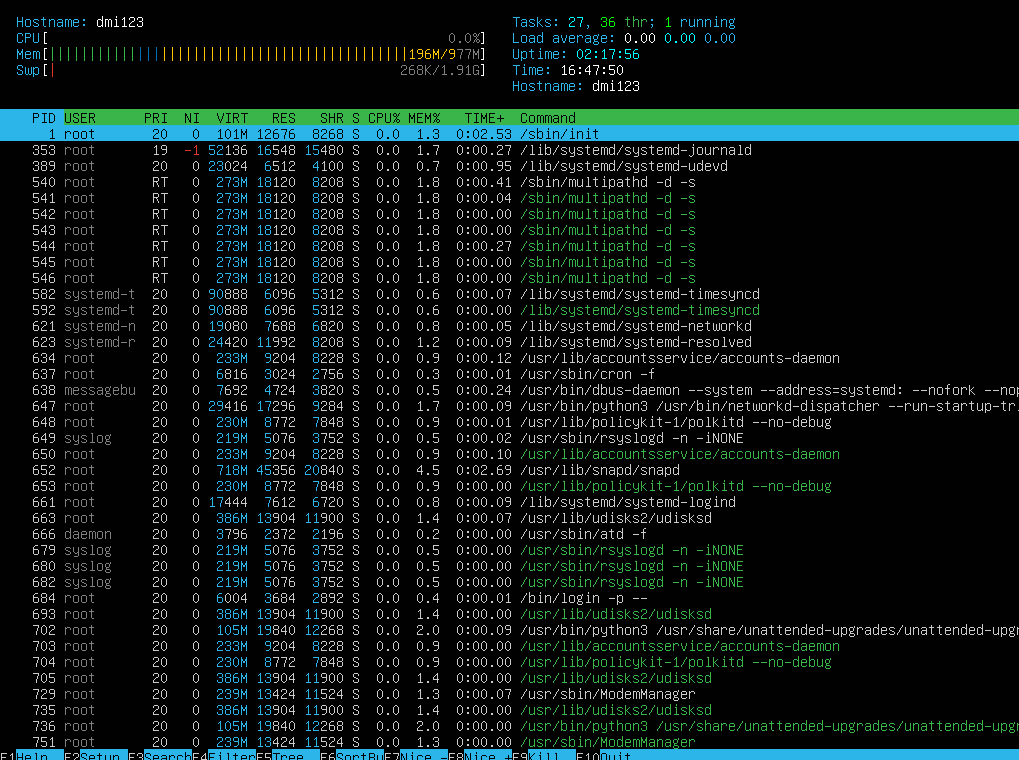 Hostname: dmi123 Tasks: 27, 36 thr; 1 running
CPU[ 0.0%] Load average: 0.00 0.00 0.00
Mem[||||||||||||||||||||||||||||||||||||||||||||196M/977M] Uptime: 02:17:56
Swp[| 268K/1.91G] Time: 16:47:50
Hostname: dmi123
PID USER PRI NI VIRT RES SHR S CPU% MEM% TIME+ Command
1 root 20 0 101M 12676 8268 S 0.0 1.3 0:02.53 /sbin/init
353 root 19 -1 52136 16548 15480 S 0.0 1.7 0:00.27 /lib/systemd/systemd-journald
389 root 20 0 23024 6512 4100 S 0.0 0.7 0:00.95 /lib/systemd/systemd-udevd
540 root RT 0 273M 18120 8208 S 0.0 1.8 0:00.41 /sbin/multipathd -d -s
541 root RT 0 273M 18120 8208 S 0.0 1.8 0:00.04 /sbin/multipathd -d -s
542 root RT 0 273M 18120 8208 S 0.0 1.8 0:00.00 /sbin/multipathd -d -s
543 root RT 0 273M 18120 8208 S 0.0 1.8 0:00.00 /sbin/multipathd -d -s
544 root RT 0 273M 18120 8208 S 0.0 1.8 0:00.27 /sbin/multipathd -d -s
545 root RT 0 273M 18120 8208 S 0.0 1.8 0:00.00 /sbin/multipathd -d -s
546 root RT 0 273M 18120 8208 S 0.0 1.8 0:00.00 /sbin/multipathd -d -s
582 systemd-t 20 0 90888 6096 5312 S 0.0 0.6 0:00.07 /lib/systemd/systemd-timesyncd
592 systemd-t 20 0 90888 6096 5312 S 0.0 0.6 0:00.00 /lib/systemd/systemd-timesyncd
621 systemd-n 20 0 19080 7688 6820 S 0.0 0.8 0:00.05 /lib/systemd/systemd-networkd
623 systemd-r 20 0 24420 11992 8208 S 0.0 1.2 0:00.09 /lib/systemd/systemd-resolved
634 root 20 0 233M 9204 8228 S 0.0 0.9 0:00.12 /usr/lib/accountsservice/accounts-daemon
637 root 20 0 6816 3024 2756 S 0.0 0.3 0:00.01 /usr/sbin/cron -f
638 messagebu 20 0 7692 4724 3820 S 0.0 0.5 0:00.24 /usr/bin/dbus-daemon --system --address=systemd: --nofork --nop
647 root 20 0 29416 17296 9284 S 0.0 1.7 0:00.09 /usr/bin/python3 /usr/bin/networkd-dispatcher --run-startup-tr
648 root 20 0 230M 8772 7848 S 0.0 0.9 0:00.01 /usr/lib/policykit-1/polkitd --no-debug
649 syslog 20 0 219M 5076 3752 S 0.0 0.5 0:00.02 /usr/sbin/rsyslogd -n -iNONE
650 root 20 0 233M 9204 8228 S 0.0 0.9 0:00.10 /usr/lib/accountsservice/accounts-daemon
652 root 20 0 718M 45356 20840 S 0.0 4.5 0:02.69 /usr/lib/snapd/snapd
653 root 20 0 230M 8772 7848 S 0.0 0.9 0:00.00 /usr/lib/policykit-1/polkitd --no-debug
661 root 20 0 17444 7612 6720 S 0.0 0.8 0:00.09 /lib/systemd/systemd-logind
663 root 20 0 386M 13904 11900 S 0.0 1.4 0:00.07 /usr/lib/udisks2/udisksd
666 daemon 20 0 3796 2372 2196 S 0.0 0.2 0:00.00 /usr/sbin/atd -f
679 syslog 20 0 219M 5076 3752 S 0.0 0.5 0:00.00 /usr/sbin/rsyslogd -n -iNONE
680 syslog 20 0 219M 5076 3752 S 0.0 0.5 0:00.00 /usr/sbin/rsyslogd -n -iNONE
682 syslog 20 0 219M 5076 3752 S 0.0 0.5 0:00.00 /usr/sbin/rsyslogd -n -iNONE
684 root 20 0 6004 3684 2892 S 0.0 0.4 0:00.01 /bin/login -p --
693 root 20 0 386M 13904 11900 S 0.0 1.4 0:00.00 /usr/lib/udisks2/udisksd
702 root 20 0 105M 19840 12268 S 0.0 2.0 0:00.09 /usr/bin/python3 /usr/share/unattended-upgrades/unattended-upgr
703 root 20 0 233M 9204 8228 S 0.0 0.9 0:00.00 /usr/lib/accountsservice/accounts-daemon
704 root 20 0 230M 8772 7848 S 0.0 0.9 0:00.00 /usr/lib/policykit-1/polkitd --no-debug
705 root 20 0 386M 13904 11900 S 0.0 1.4 0:00.00 /usr/lib/udisks2/udisksd
729 root 20 0 239M 13424 11524 S 0.0 1.3 0:00.07 /usr/sbin/ModemManager
735 root 20 0 386M 13904 11900 S 0.0 1.4 0:00.00 /usr/lib/udisks2/udisksd
736 root 20 0 105M 19840 12268 S 0.0 2.0 0:00.00 /usr/bin/python3 /usr/share/unattended-upgrades/unattended-upgr
751 root 20 0 239M 13424 11524 S 0.0 1.3 0:00.00 /usr/sbin/ModemManager
F1Help F2Setup F3SearchF4FilterF5Tree F6SortByF7Nice -F8Nice +F9Kill F10Quit